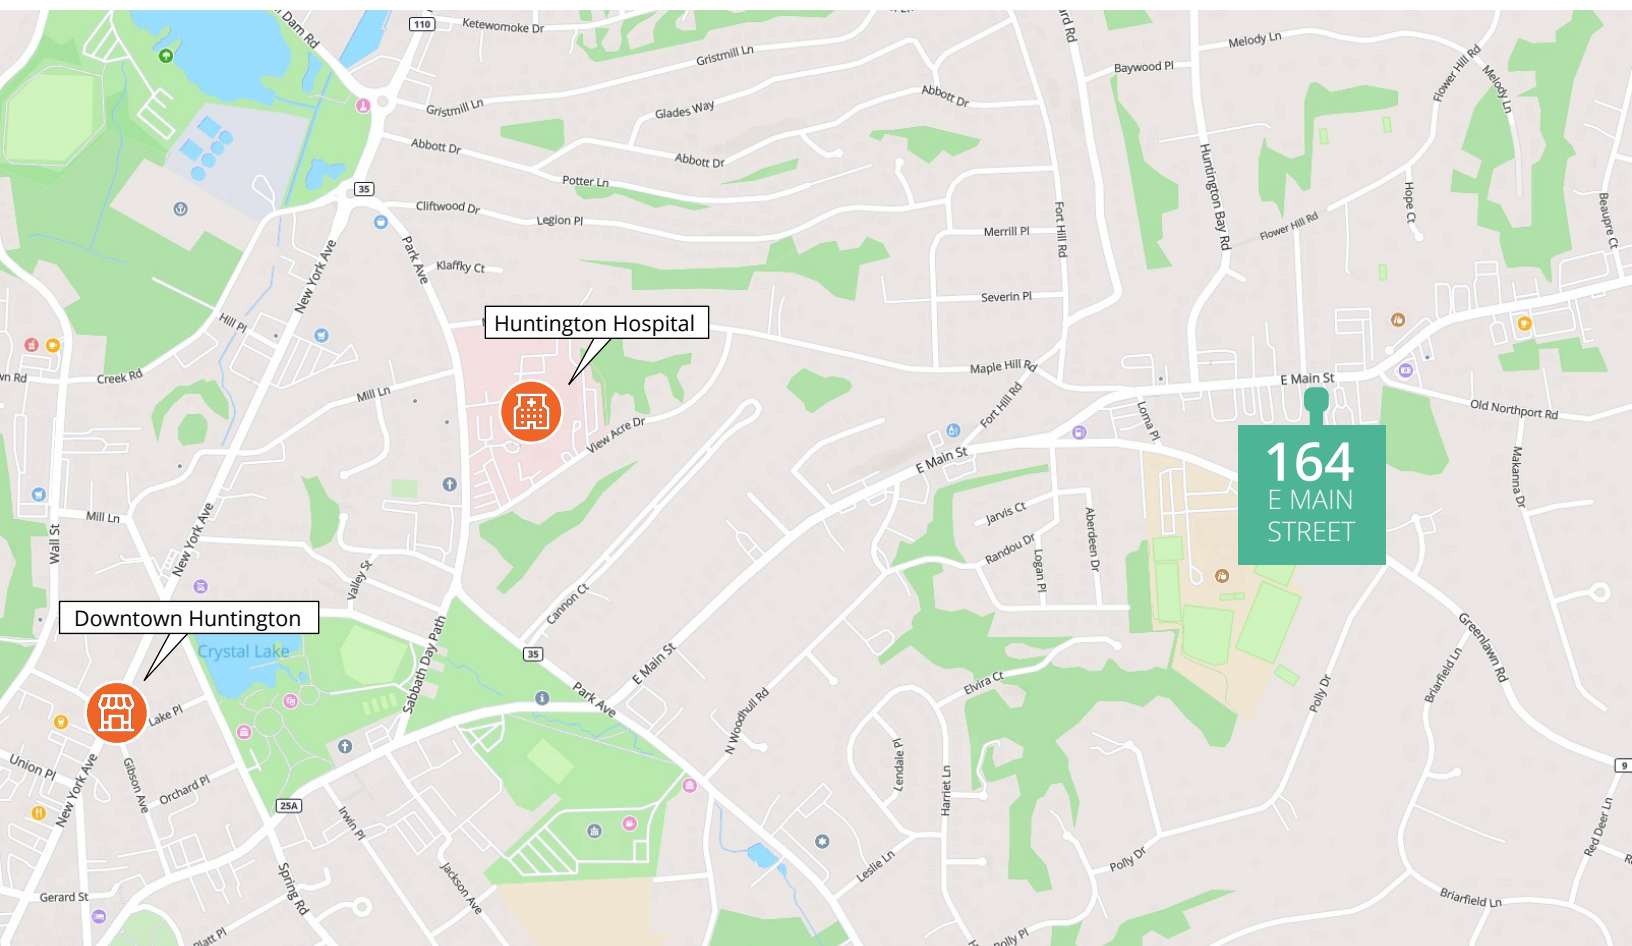 110
Ketewomoke Dr
Dam Rd
Gristmill Ln
Melody Ln
Baywood Pl
Flower Hill Rd
Melody Ln
Gristmill Ln
Glades Way
Abbott Dr
Abbott Dr
Abbott Dr
Potter Ln
35
Cliftwood Dr
Legion Pl
Huntington Bay Rd
Hope Ct
Beaupre Ct
Flower Hill Rd
Fort Hill Rd
Merrill Pl
Park Ave
New York Ave
Klaffky Ct
Severin Pl
Hill Pl
Huntington Hospital
Creek Rd
Mill Ln
Maple Hill Rd
E Main St
Fort Hill Rd
Loma Pl
Old Northport Rd
View Acre Dr
E Main St
164
E MAIN
STREET
Makanna Dr
Mill Ln
Wall St
New York Ave
Jarvis Ct
Randou Dr
Logan Pl
Aberdeen Dr
Valley St
Cannon Ct
Downtown Huntington
Crystal Lake
Sabbath Day Path
35
E Main St
Park Ave
Elvira Ct
Greenlawn Rd
Briarfield Ln
Polly Dr
N Woodhull Rd
Lake Pl
Union Pl
New York Ave
Gibson Ave
Orchard Pl
25A
Irwin Pl
Lendale Pl
Harriet Ln
9
Red Deer Ln
Leslie Ln
Polly Dr
Jackson Ave
Spring Rd
Gerard St
Briarfield Ln
Platt Pl
Polly Pl